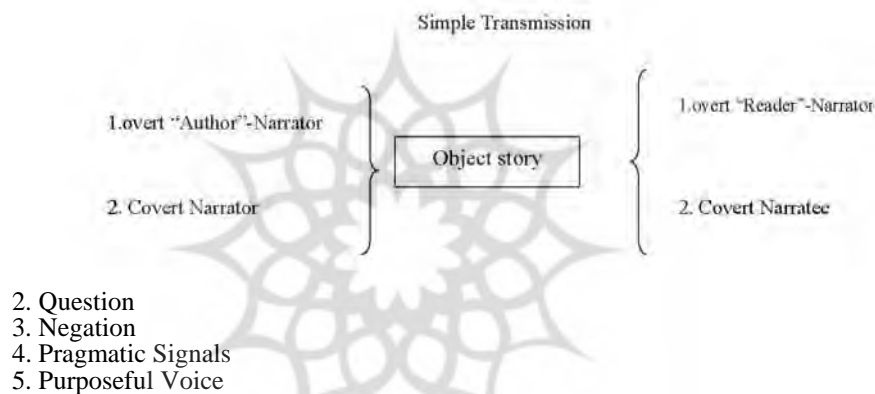 Simple Transmission
1.overt "Author"-Narrator
2. Covert Narrator
Object story
1.overt "Reader"-Narrator
2. Covert Narratee
2. Question
3. Negation
4. Pragmatic Signals
5. Purposeful Voice